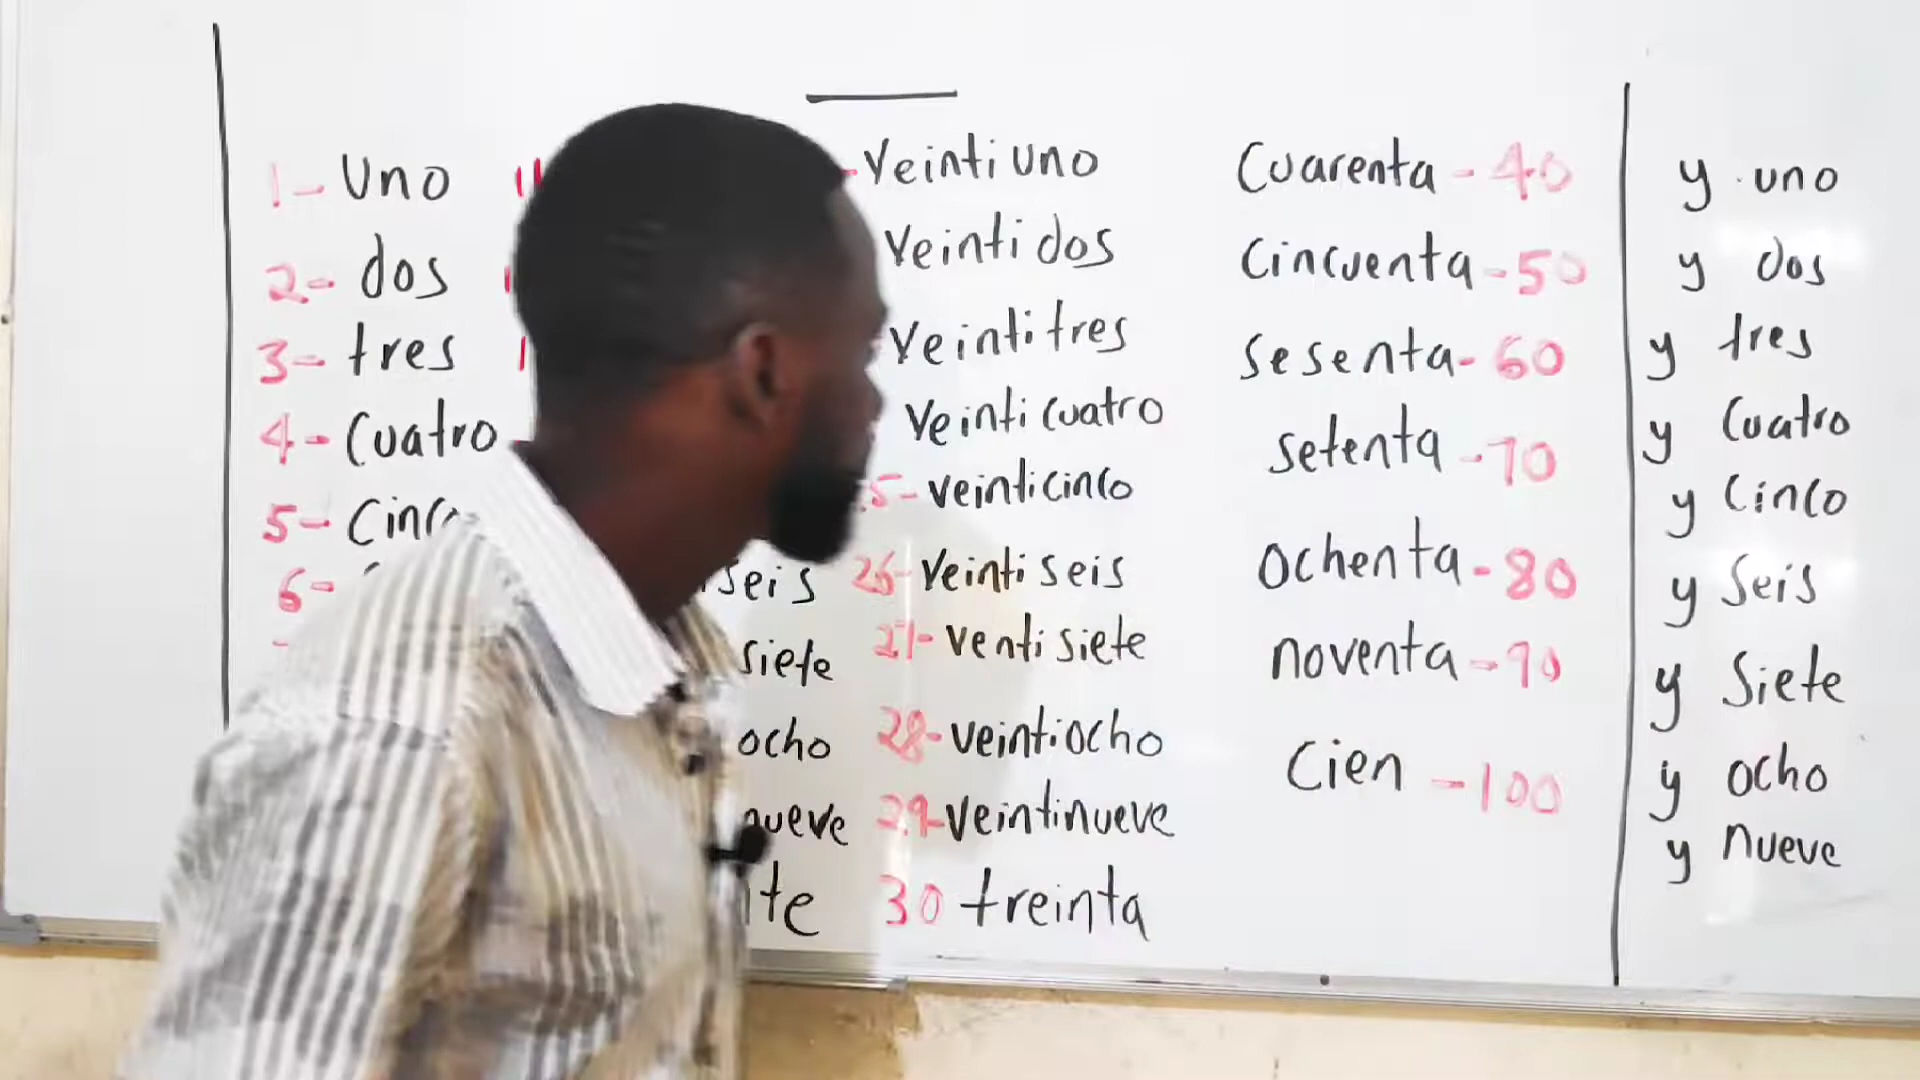 1- Uno
2- dos
3- tres
4- Cuatro
5-
6-
seis
siete
ocho
nueve
Veintiuno
Veintidos
Veintitres
Veinticuatro
veinticinco
26- Veintiseis
27- ventisiete
28- veintiocho
29- veintinueve
30 treinta
Cuarenta - 40
Cincuenta - 50
Sesenta - 60
Setenta - 70
Ochenta - 80
noventa - 90
Cien - 100
y uno
y dos
y tres
y Cuatro
y Cinco
y Seis
y Siete
y ocho
y nueve